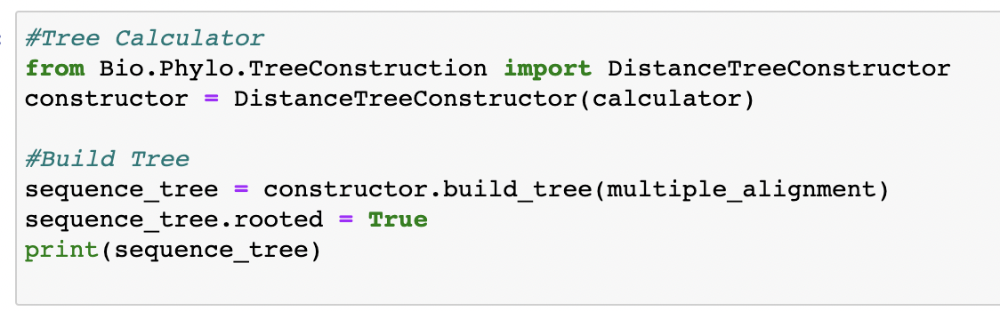 #Tree Calculator
from Bio.Phylo.TreeConstruction import DistanceTreeConstructor
constructor = DistanceTreeConstructor(calculator)
#Build Tree
sequence_tree = constructor.build_tree(multiple_alignment)
sequence_tree.rooted = True
print(sequence_tree)